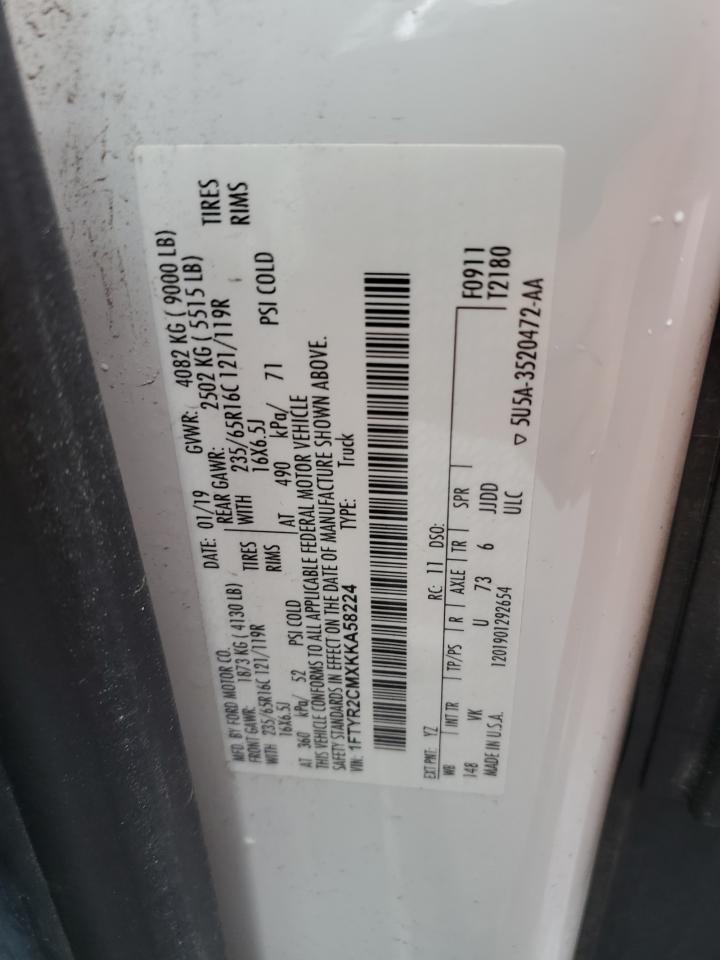 MFD. BY FORD MOTOR CO.
DATE: 01/19 GVWR: 4082 KG ( 9000 LB)
FRONT GAWR: 1873 KG ( 4130 LB) REAR GAWR: 2502 KG ( 5515 LB)
WITH 235/65R16C 121/119R TIRES WITH 235/65R16C 121/119R TIRES
16X6.5J RIMS 16X6.5J RIMS
AT 360 kPa/ 52 PSI COLD AT 490 kPa/ 71 PSI COLD
THIS VEHICLE CONFORMS TO ALL APPLICABLE FEDERAL MOTOR VEHICLE
SAFETY STANDARDS IN EFFECT ON THE DATE OF MANUFACTURE SHOWN ABOVE.
VIN: 1FTYR2CMXKKA58224 TYPE: Truck
EXT PNT: YZ RC: 11 DSO: F0911
WB INT TR TP/PS R AXLE TR SPR T2180
148 VK U 73 6 JJDD
MADE IN U.S.A. 1201901292654 ULC ▽ 5U5A-3520472-AA